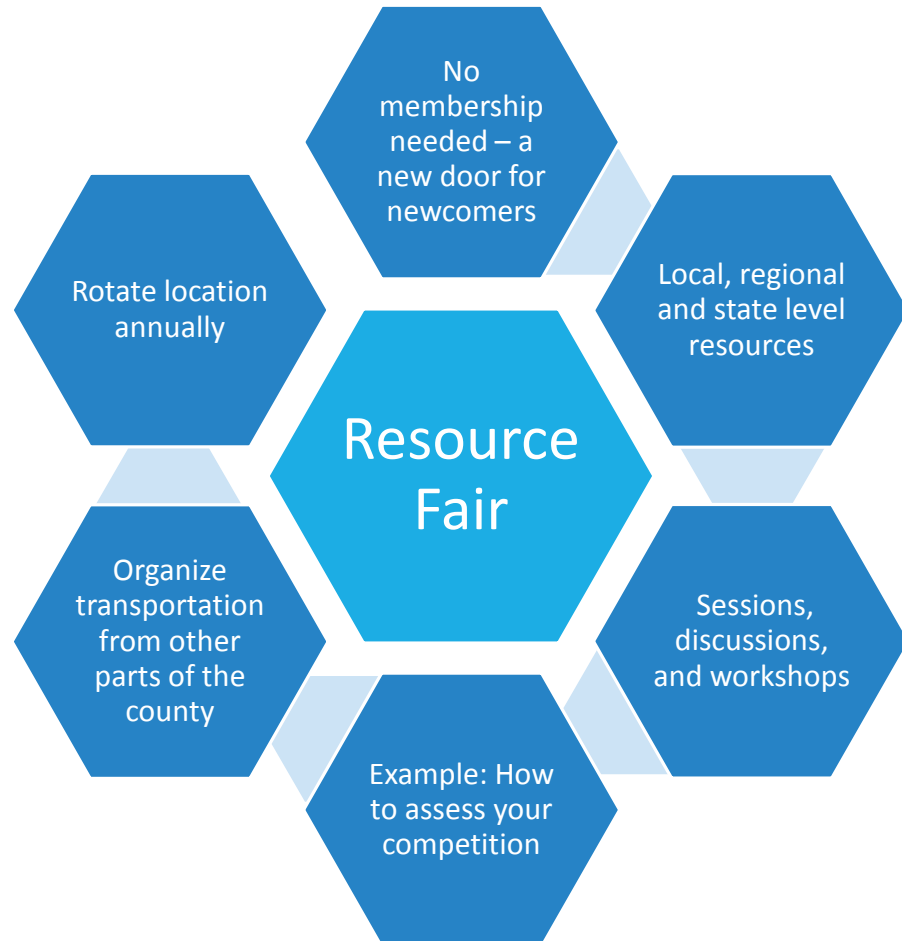 No
membership
needed – a
new door for
newcomers
Local, regional
and state level
resources
Sessions,
discussions,
and workshops
Example: How
to assess your
competition
Organize
transportation
from other
parts of the
county
Rotate location
annually
Resource
Fair